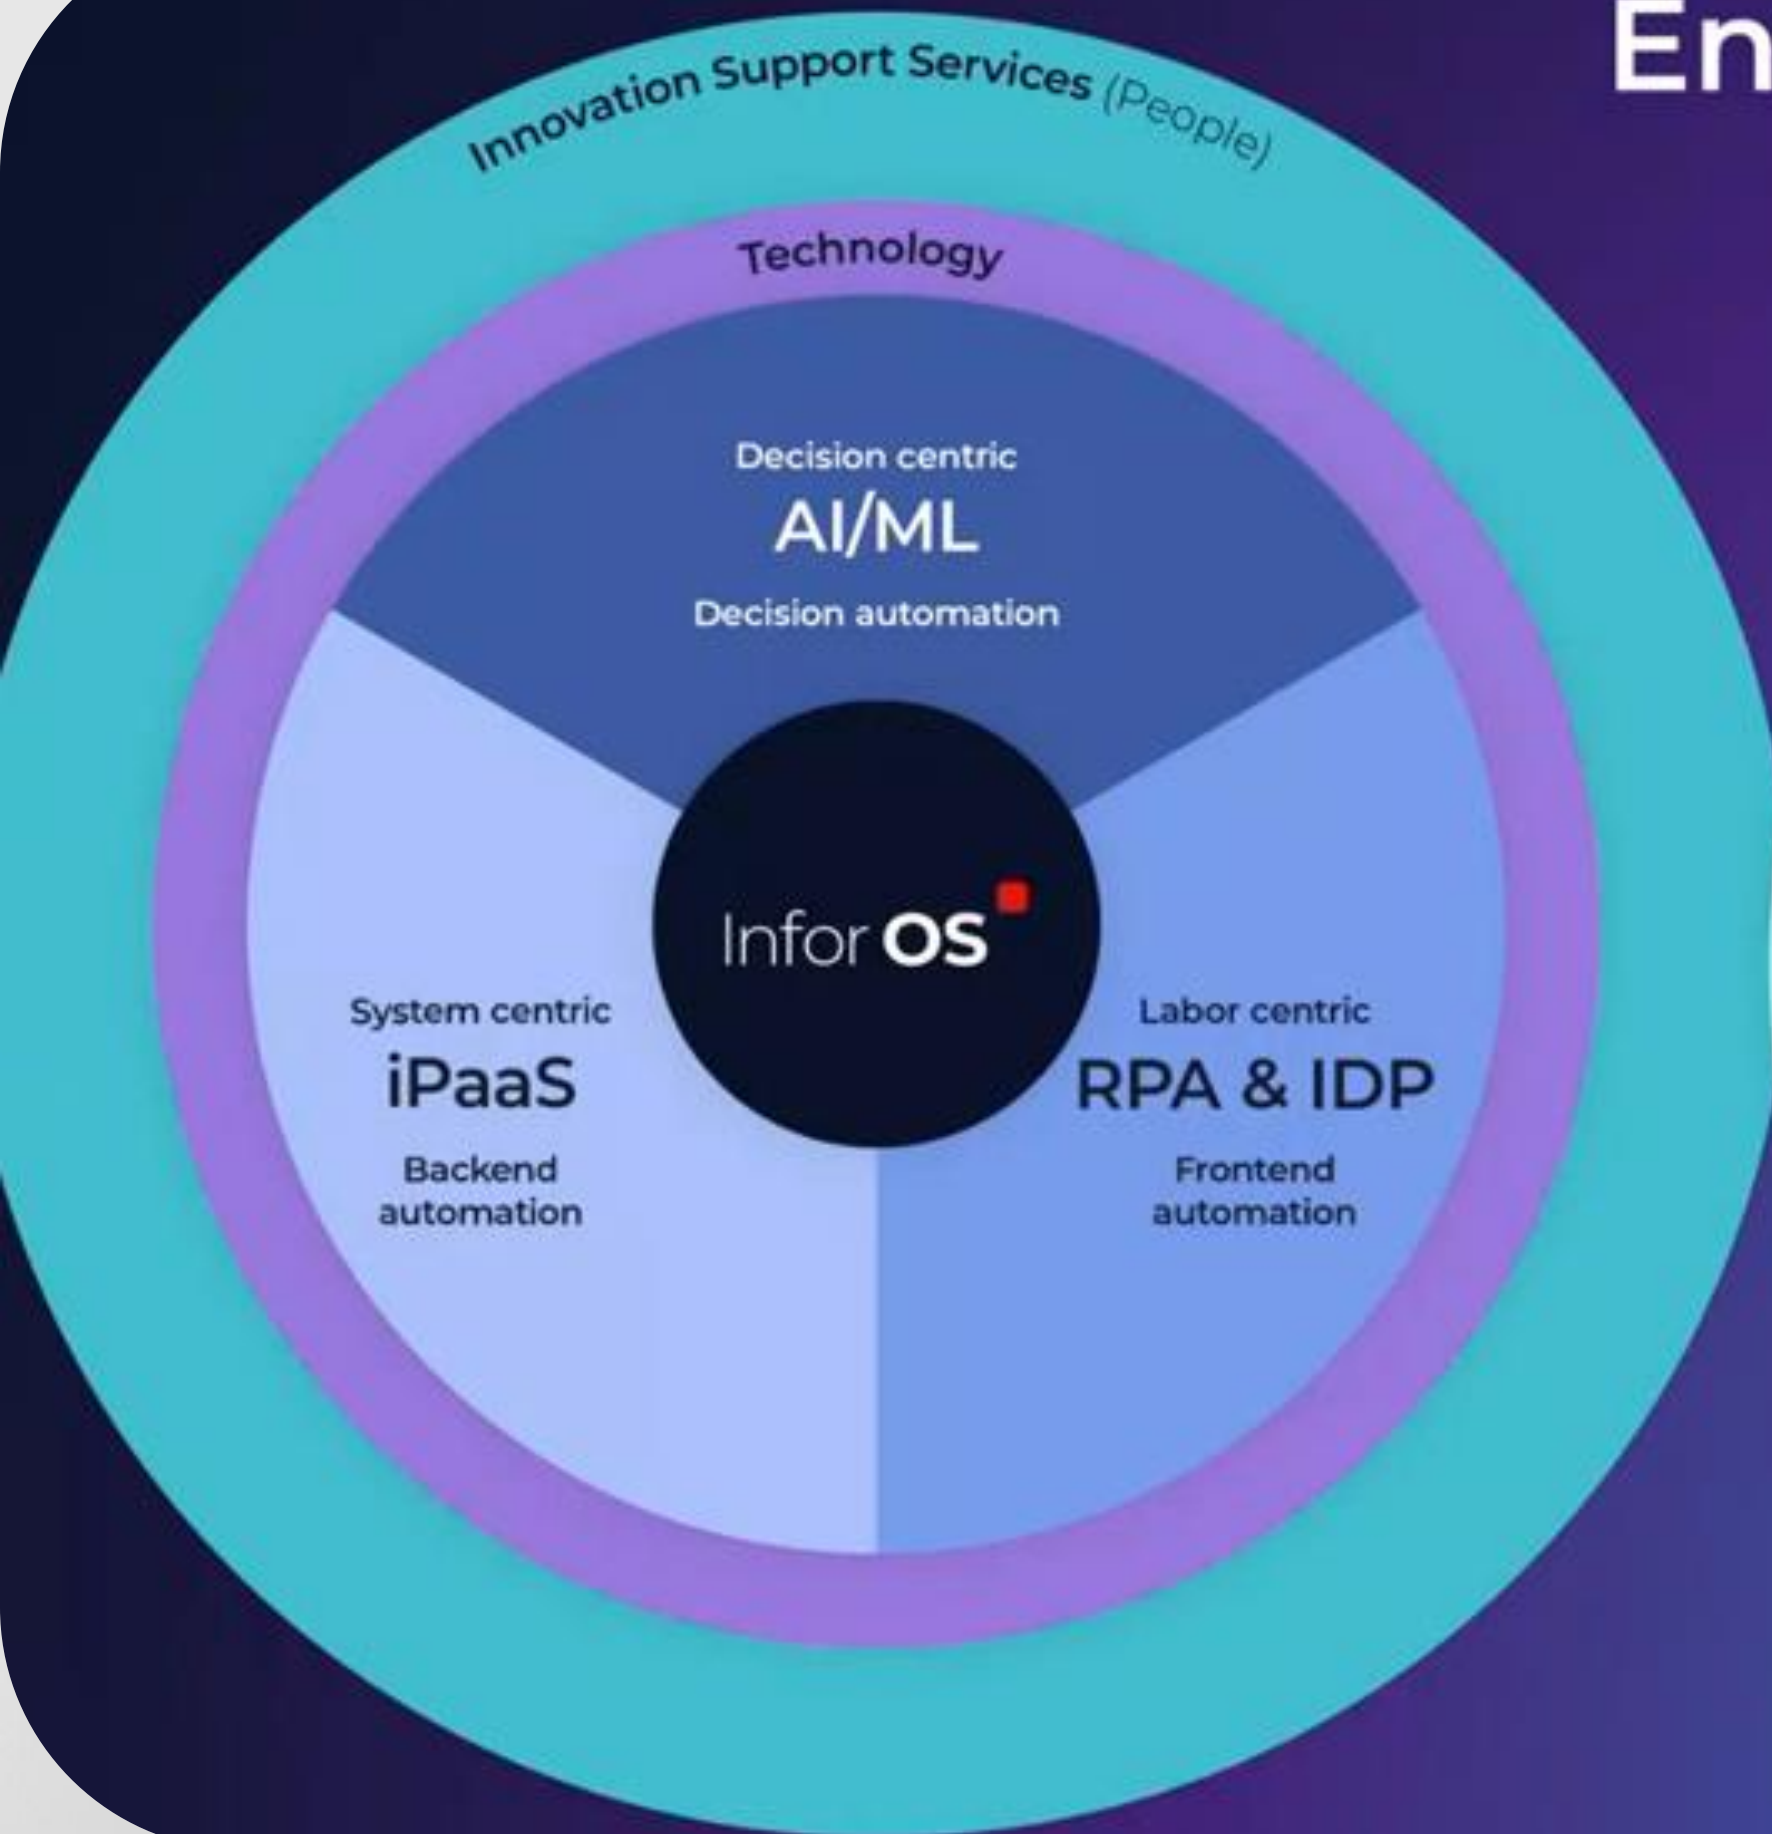 En
Innovation Support Services (People)
Technology
Decision centric
AI/ML
Decision automation
Infor OS
System centric
iPaaS
Backend
automation
Labor centric
RPA & IDP
Frontend
automation